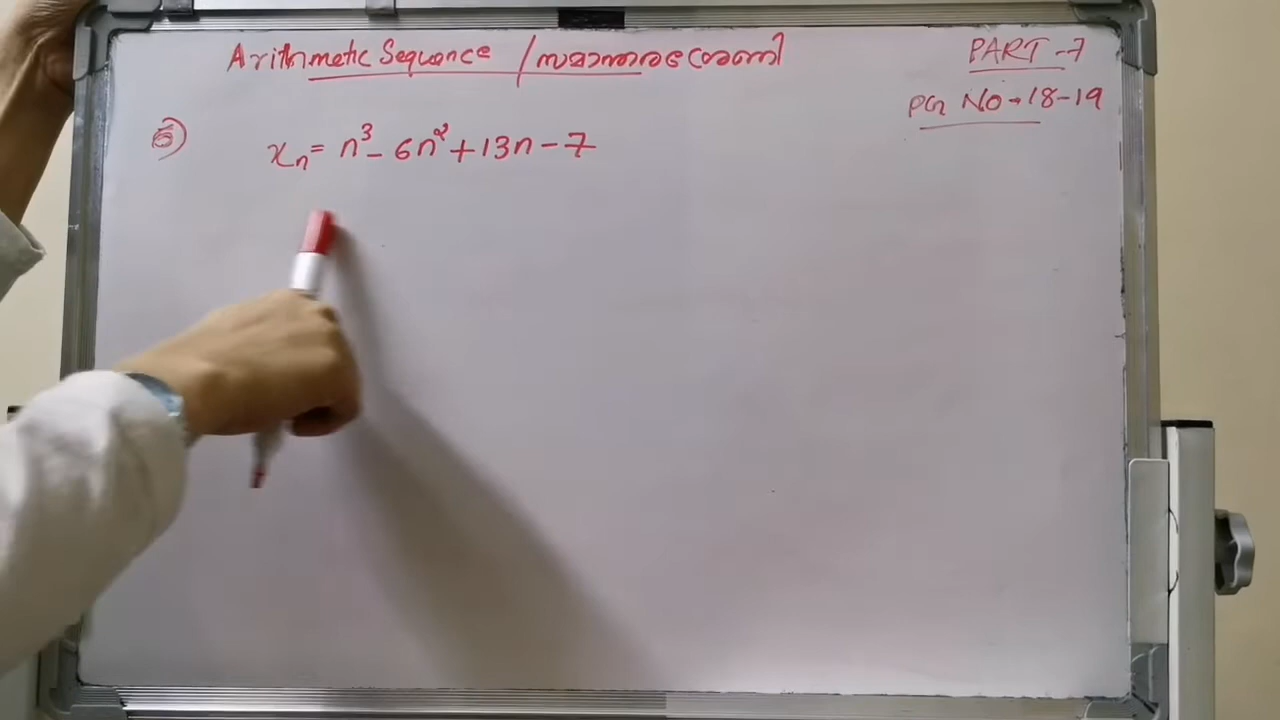 Arithmetic Sequence / സമാന്തരശ്രേണി
PART-7
PG No → 18-19
5) xₙ = n³ - 6n² + 13n - 7